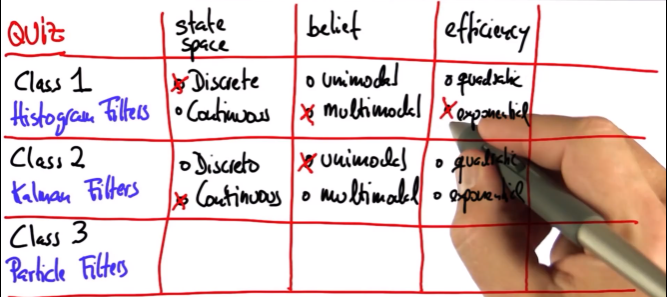 QUIZ
state space
belief
efficiency
Class 1
Histogram Filters
Discrete
Continuous
unimodal
multimodal
quadratic
exponential
Class 2
Kalman Filters
Discrete
Continuous
unimodal
multimodal
quadratic
exponential
Class 3
Particle Filters